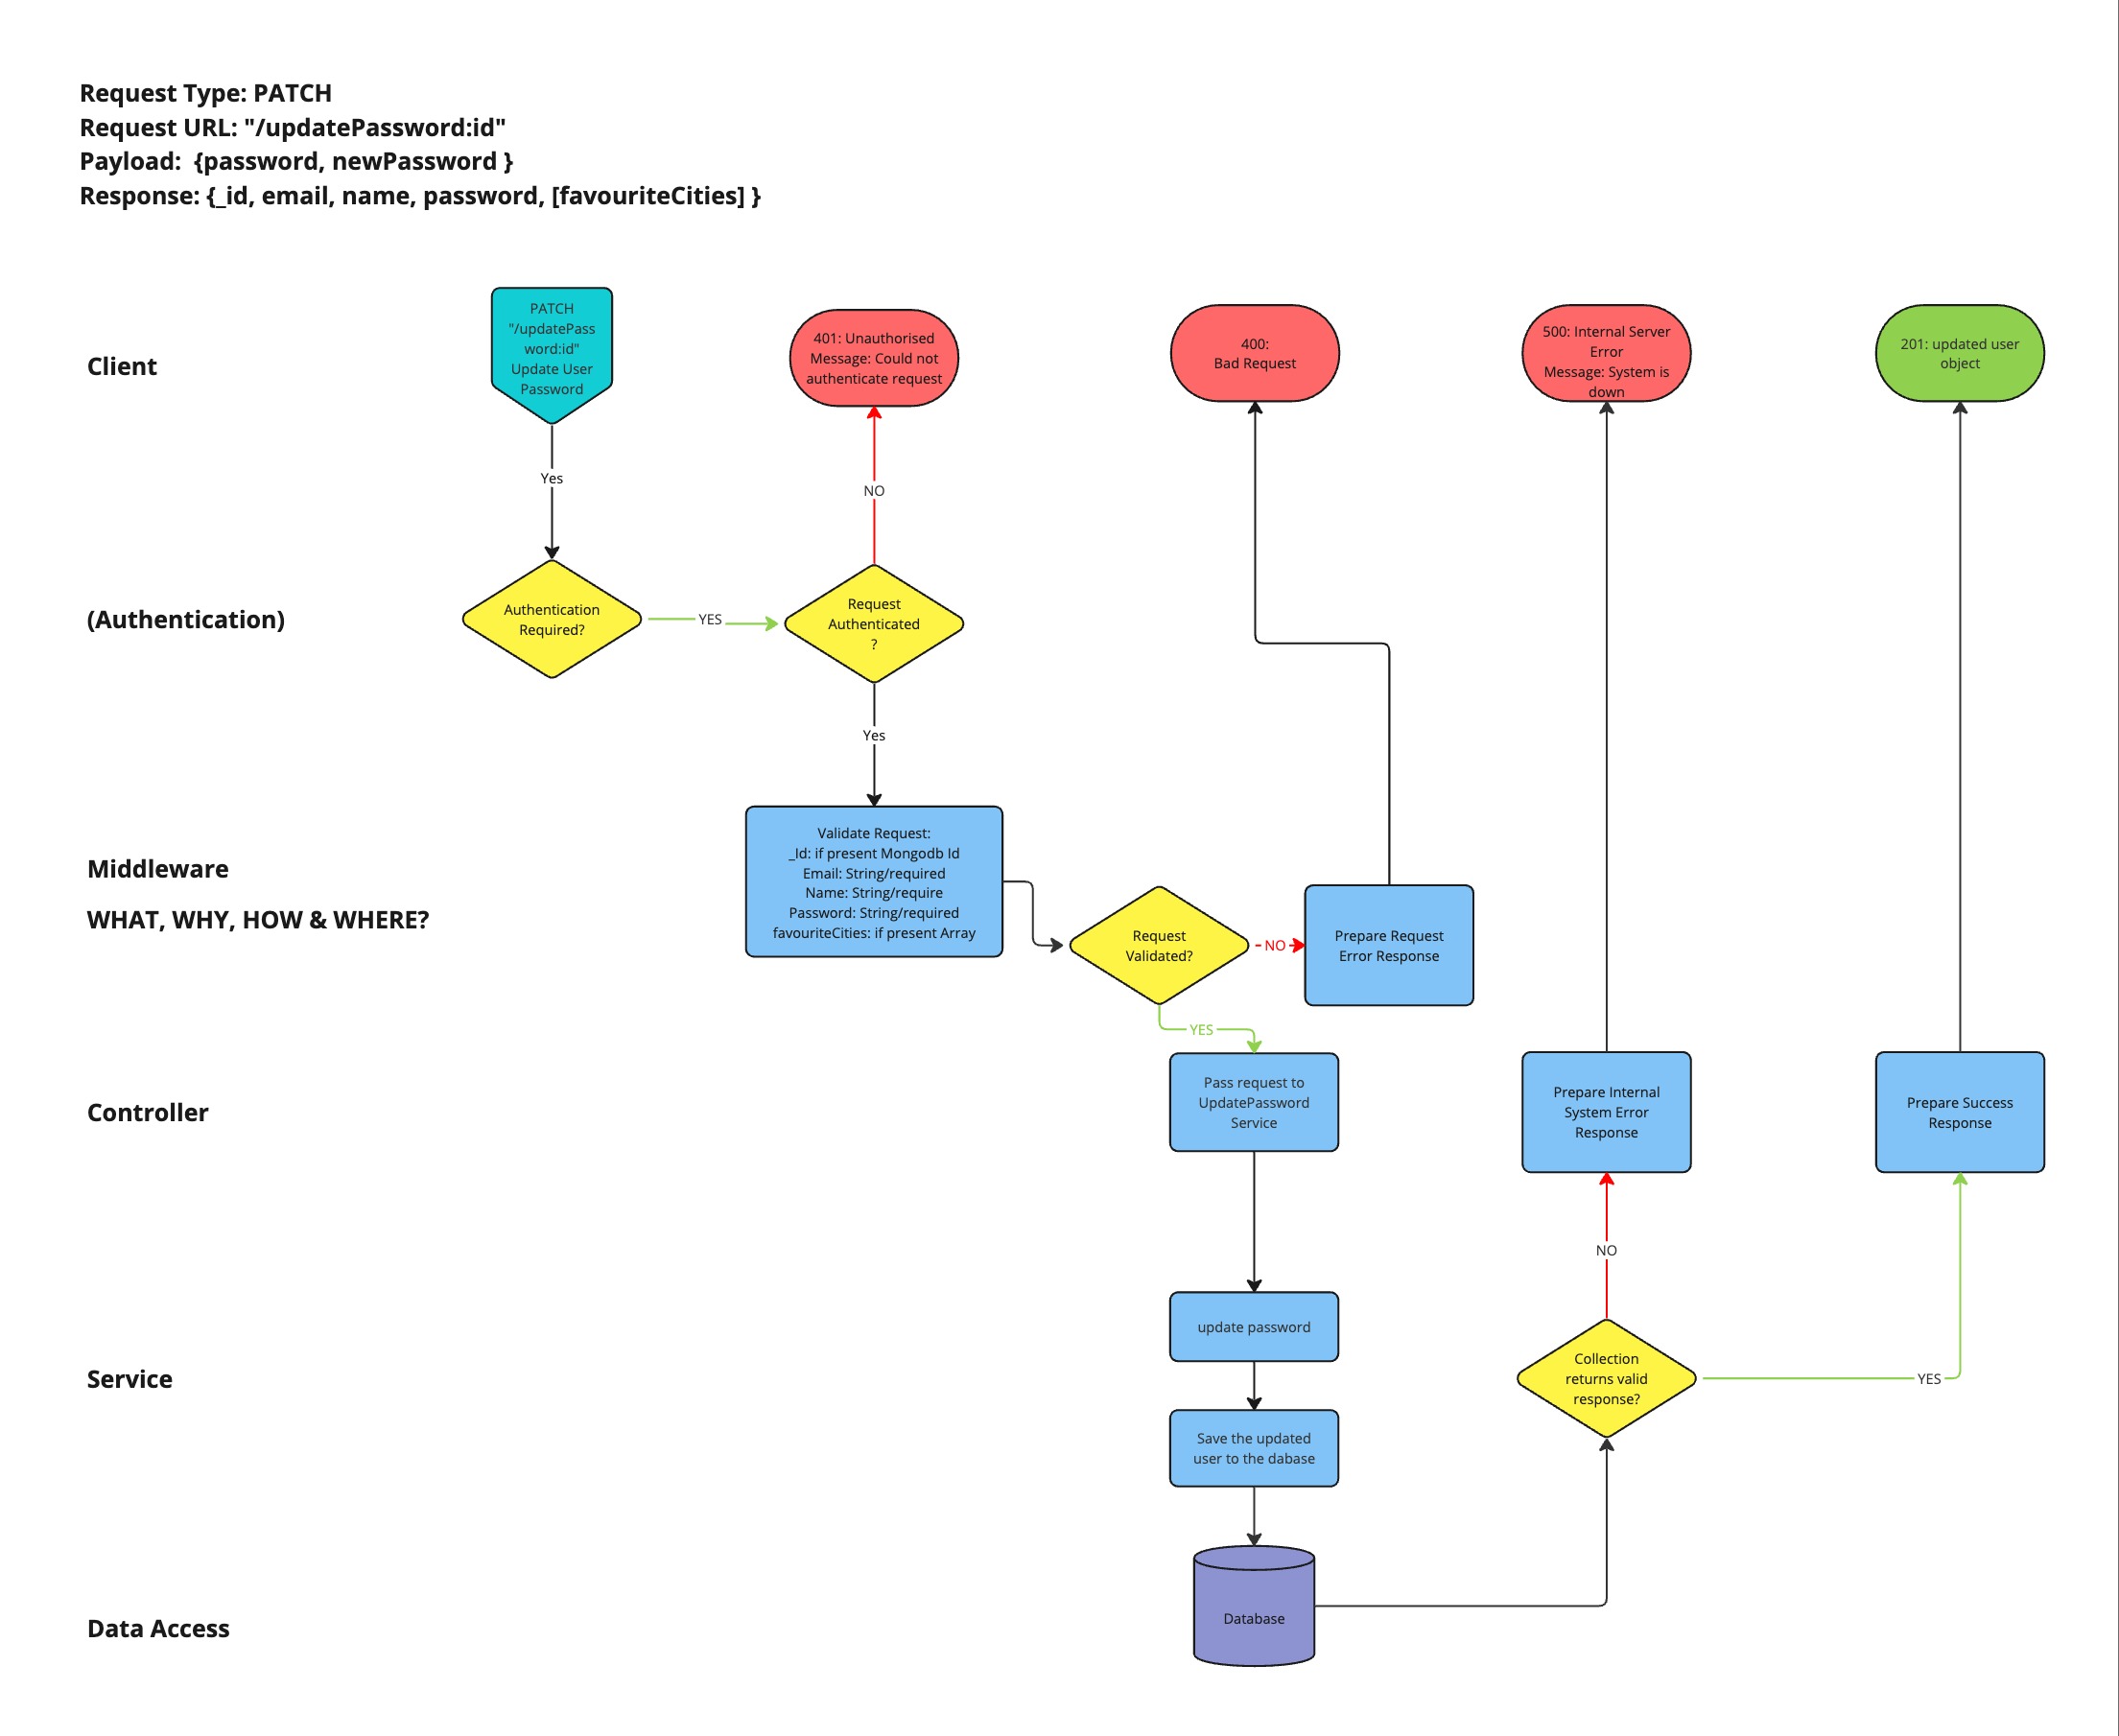 Request Type: PATCH
Request URL: "/updatePassword:id"
Payload:  {password, newPassword }
Response: {_id, email, name, password, [favouriteCities] }
Client
PATCH
"/updatePass
word:id"
Update User
Password
401: Unauthorised
Message: Could not
authenticate request
400:
Bad Request
500: Internal Server
Error
Message: System is
down
201: updated user
object
Yes
NO
(Authentication)
Authentication
Required?
YES
Request
Authenticated
?
Yes
Middleware
WHAT, WHY, HOW & WHERE?
Validate Request:
_Id: if present Mongodb Id
Email: String/required
Name: String/require
Password: String/required
favouriteCities: if present Array
Request
Validated?
NO
Prepare Request
Error Response
YES
Controller
Pass request to
UpdatePassword
Service
Prepare Internal
System Error
Response
Prepare Success
Response
NO
Service
update password
Collection
returns valid
response?
YES
Save the updated
user to the dabase
Data Access
Database